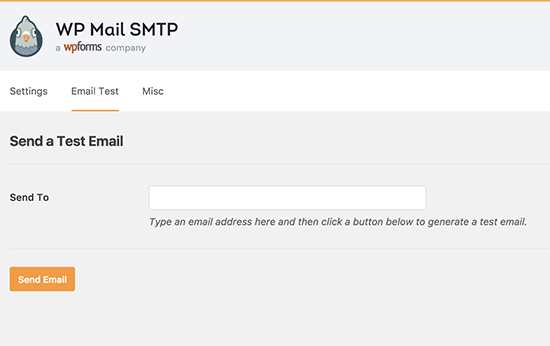 WP Mail SMTP
a wpforms company
Settings Email Test Misc
Send a Test Email
Send To
Type an email address here and then click a button below to generate a test email.
Send Email